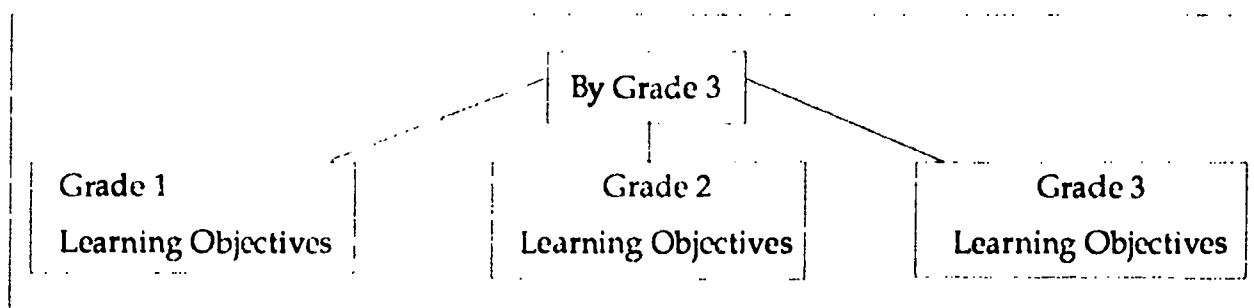 By Grade 3
Grade 1
Learning Objectives
Grade 2
Learning Objectives
Grade 3
Learning Objectives